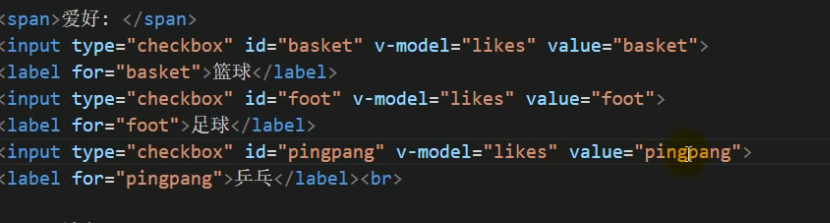 <span>爱好: </span>
<input type="checkbox" id="basket" v-model="likes" value="basket">
<label for="basket">篮球</label>
<input type="checkbox" id="foot" v-model="likes" value="foot">
<label for="foot">足球</label>
<input type="checkbox" id="pingpang" v-model="likes" value="pingpang">
<label for="pingpang">乒乓</label><br>